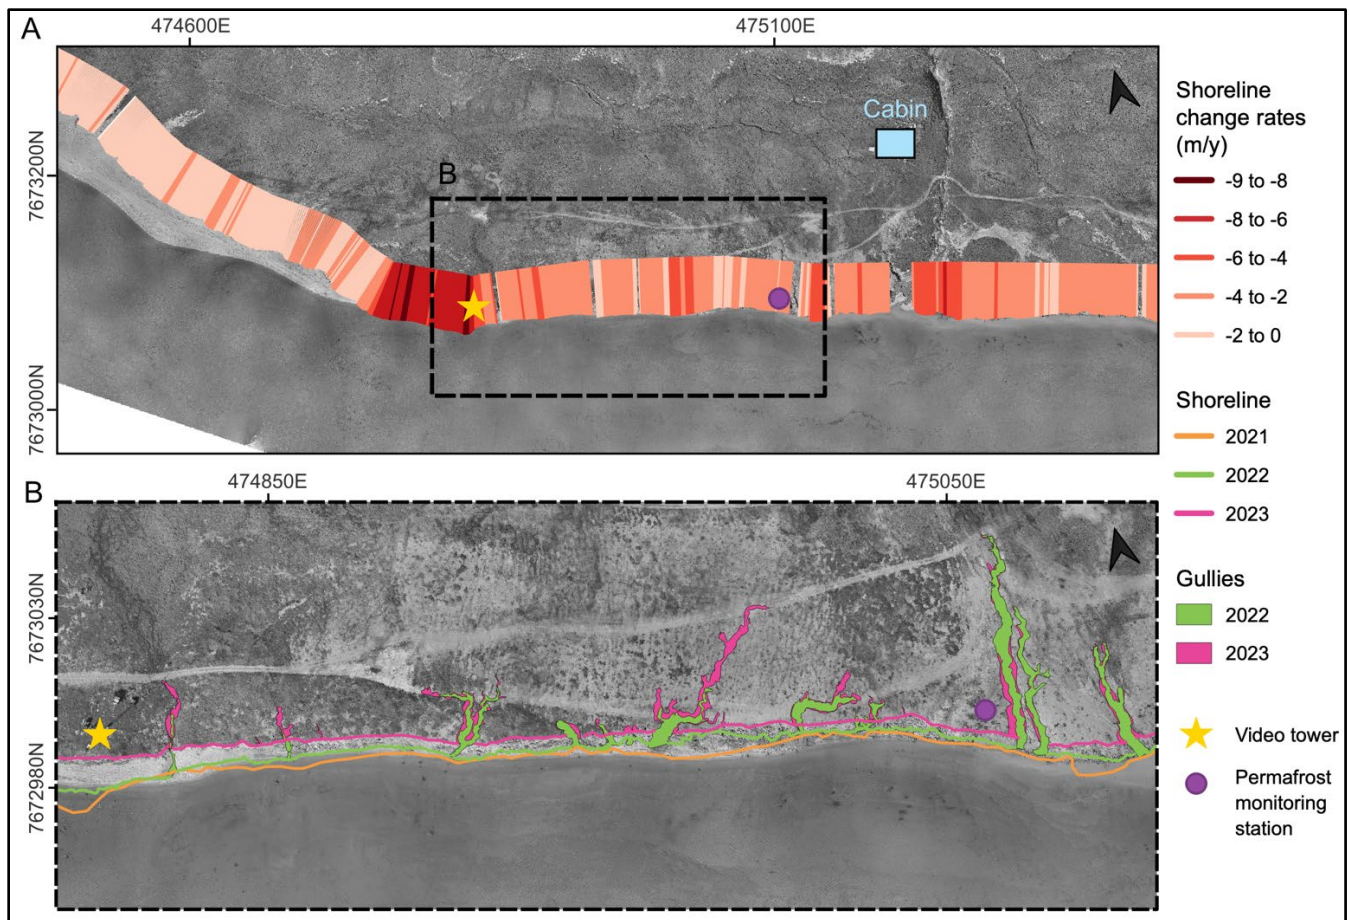 A
474600E
475100E
7673200N
7673000N
Cabin
B
Shoreline
change rates
(m/y)
-9 to -8
-8 to -6
-6 to -4
-4 to -2
-2 to 0
Shoreline
2021
2022
2023
Gullies
2022
2023
Video tower
Permafrost
monitoring
station
B
474850E
475050E
7673030N
7672980N